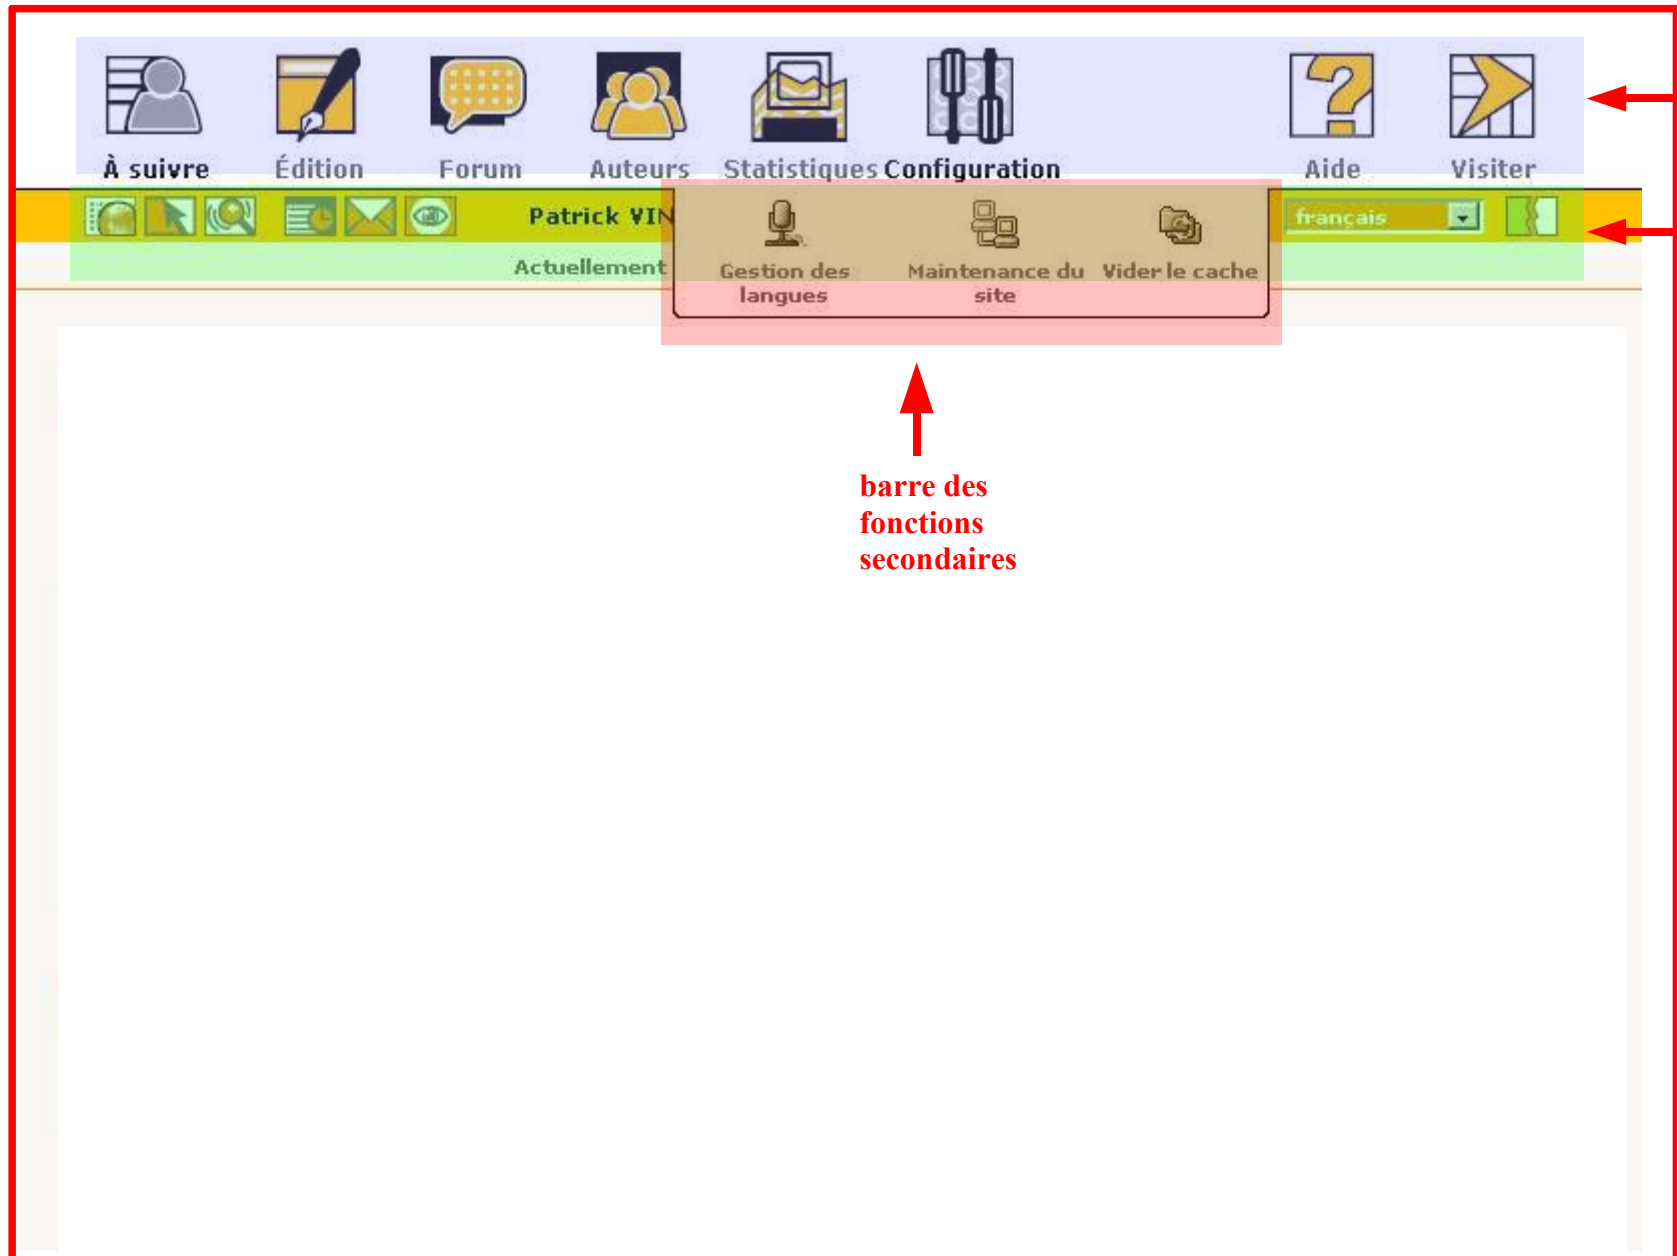 À suivre Édition Forum Auteurs Statistiques Configuration Aide Visiter
Patrick VIN français
Actuellement
Gestion des langues Maintenance du site Vider le cache
barre des
fonctions
secondaires